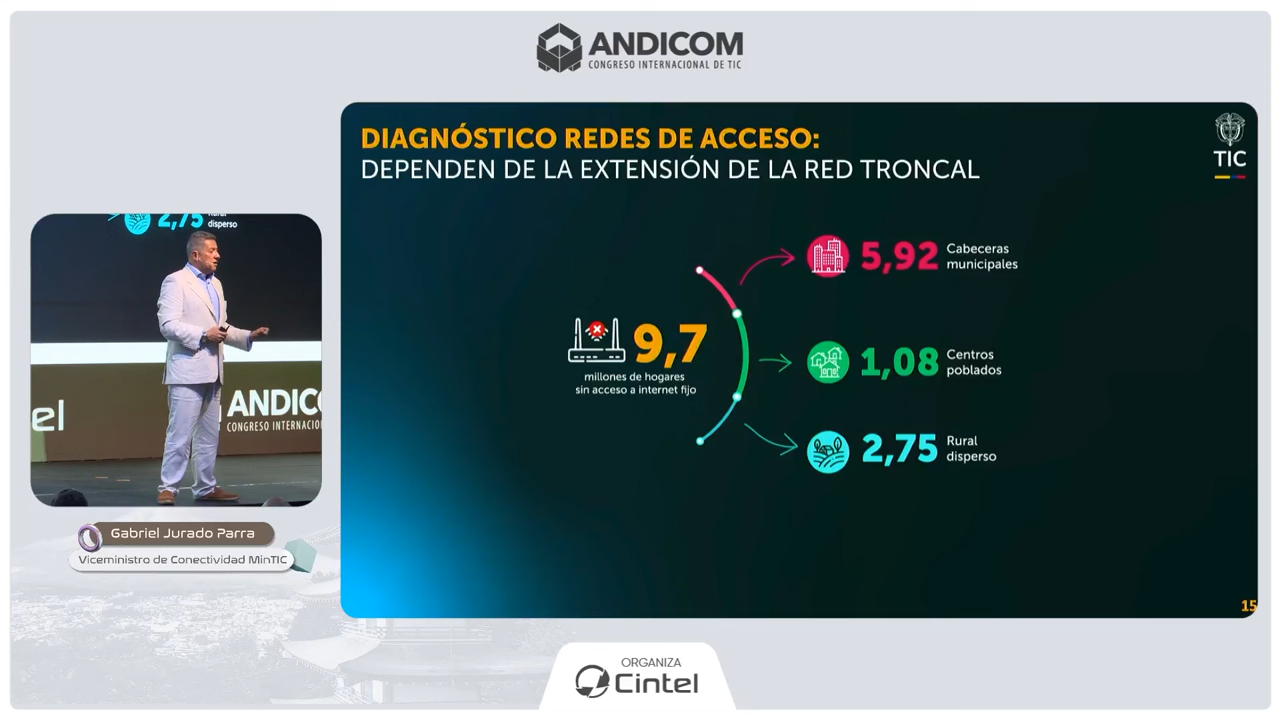 ANDICOM
CONGRESO INTERNACIONAL DE TIC
DIAGNÓSTICO REDES DE ACCESO:
DEPENDEN DE LA EXTENSIÓN DE LA RED TRONCAL
TIC
9,7
millones de hogares
sin acceso a internet fijo
5,92
Cabeceras
municipales
1,08
Centros
poblados
2,75
Rural
disperso
15
2,75
Rural
disperso
el
ANDIC
CONGRESO INTERNACIO
Gabriel Jurado Parra
Viceministro de Conectividad MinTIC
ORGANIZA
Cintel